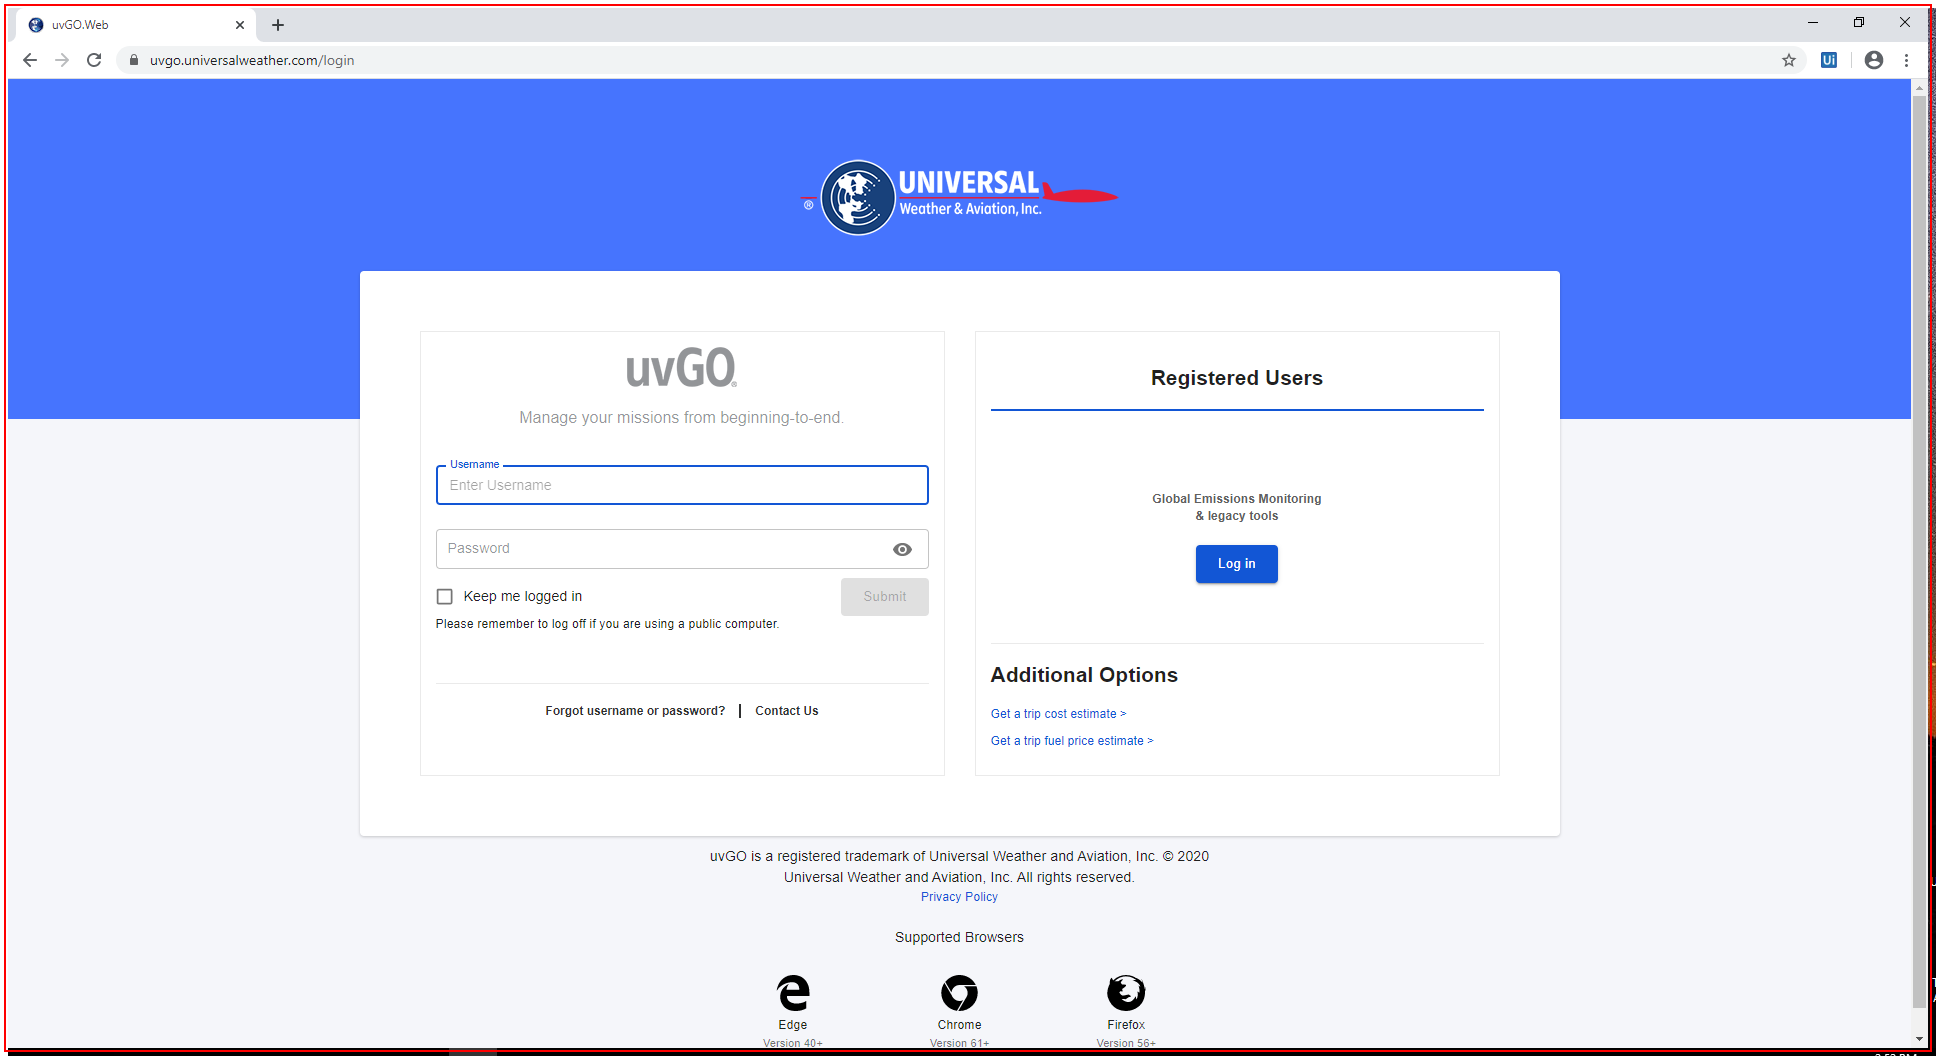 uvGO.Web
uvgo.universalweather.com/login
Ui
UNIVERSAL
Weather & Aviation, Inc.
®
uvGO®
Manage your missions from beginning-to-end.
Username
Enter Username
Password
Keep me logged in
Submit
Please remember to log off if you are using a public computer.
Forgot username or password? | Contact Us
Registered Users
Global Emissions Monitoring
& legacy tools
Log in
Additional Options
Get a trip cost estimate >
Get a trip fuel price estimate >
uvGO is a registered trademark of Universal Weather and Aviation, Inc. © 2020
Universal Weather and Aviation, Inc. All rights reserved.
Privacy Policy
Supported Browsers
Edge Chrome Firefox
Version 40+ Version 61+ Version 56+